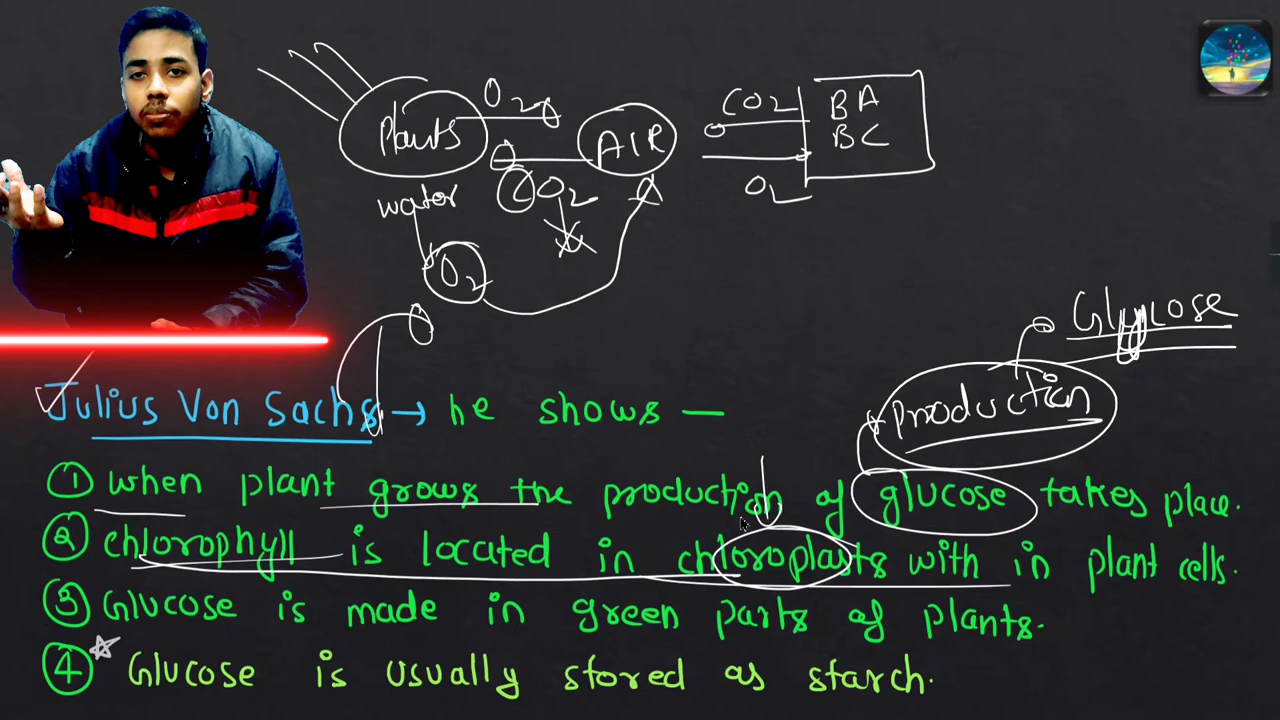 O2
Plants
AIR
CO2
BA
BC
CO2
O2
water
O2
Glucose
Production
Julius Von Sachs → he shows —
① when plant grows the production of glucose takes place.
② chlorophyll is located in chloroplasts with in plant cells.
③ Glucose is made in green parts of plants.
④ Glucose is usually stored as starch.